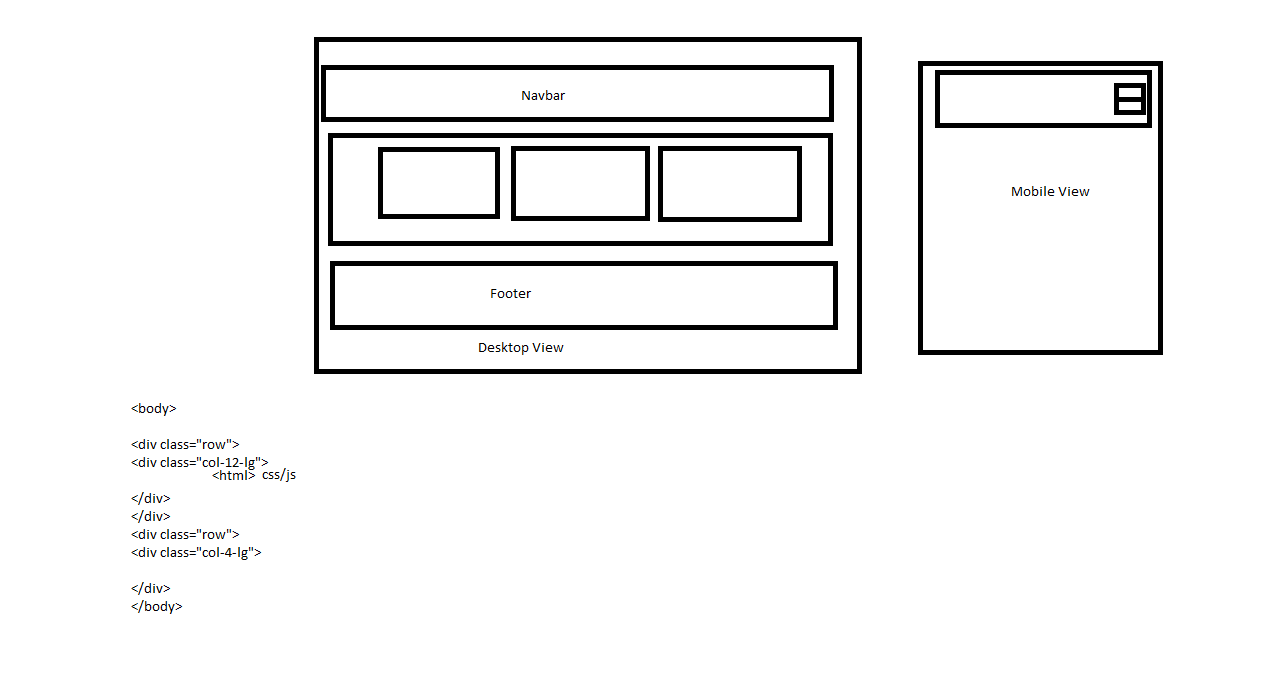 Navbar
Footer
Desktop View
Mobile View
<body>
<div class="row">
<div class="col-12-lg">
<html> css/js
</div>
</div>
<div class="row">
<div class="col-4-lg">
</div>
</body>